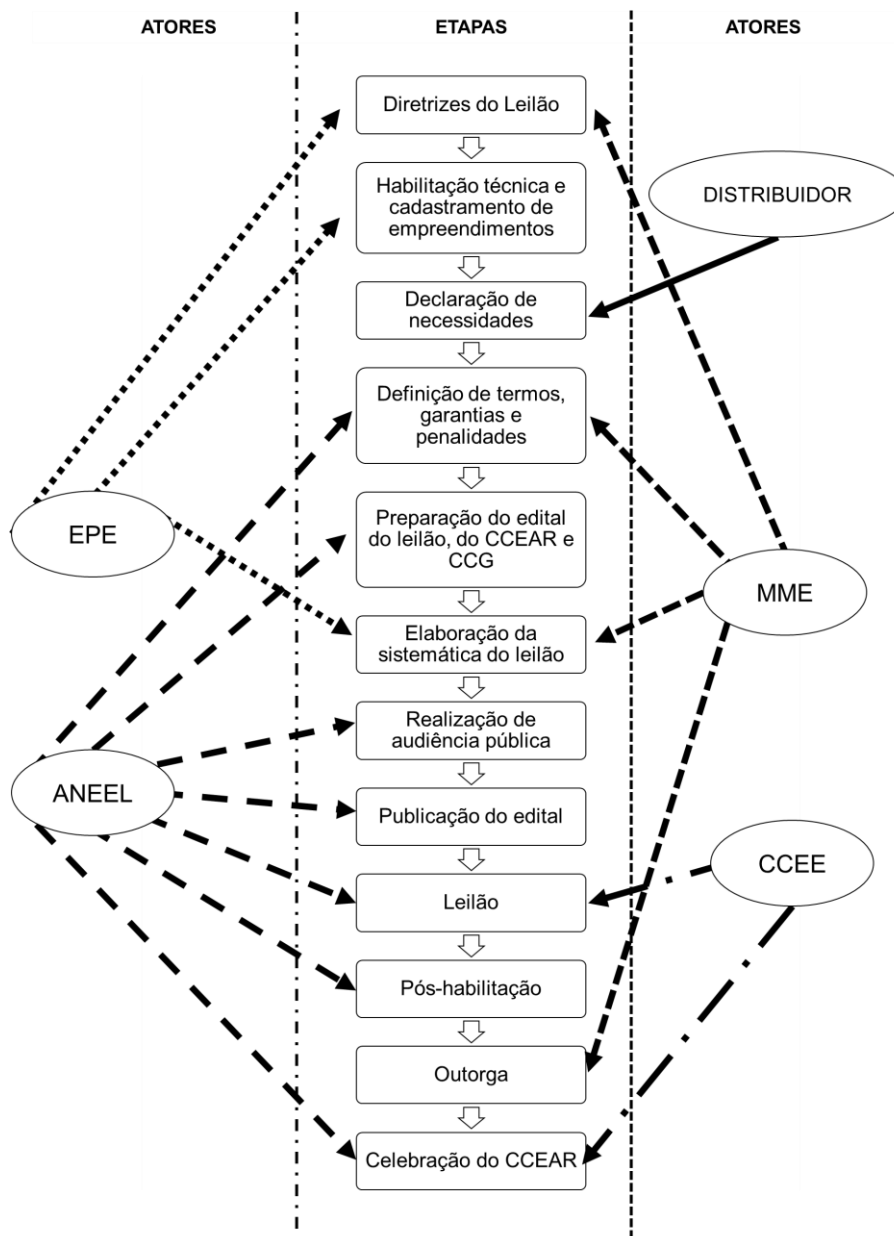 ATORES
ETAPAS
ATORES
Diretrizes do Leilão
Habilitação técnica e
cadastramento de
empreendimentos
DISTRIBUIDOR
Declaração de
necessidades
Definição de termos,
garantias e
penalidades
EPE
Preparação do edital
do leilão, do CCEAR e
CCG
MME
Elaboração da
sistemática do leilão
Realização de
audiência pública
ANEEL
Publicação do edital
CCEE
Leilão
Pós-habilitação
Outorga
Celebração do CCEAR